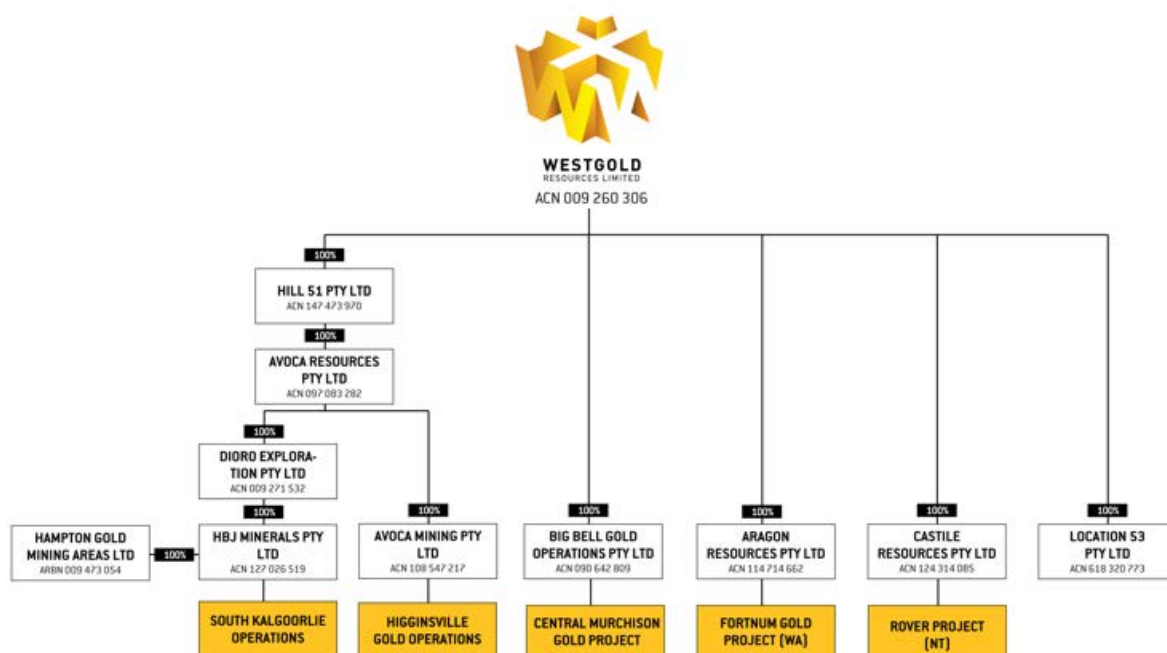 WESTGOLD
RESOURCES LIMITED
ACN 009 260 306
100%
HILL 51 PTY LTD
ACN 147 473 970
100%
AVOCA RESOURCES
PTY LTD
ACN 097 083 282
100%
DIORO EXPLORA-
TION PTY LTD
ACN 009 271 532
100%
100%
100%
100%
100%
100%
HAMPTON GOLD
MINING AREAS LTD
ARBN 009 473 054
100%
HBJ MINERALS PTY
LTD
ACN 127 026 519
AVOCA MINING PTY
LTD
ACN 108 547 217
BIG BELL GOLD
OPERATIONS PTY LTD
ACN 090 642 809
ARAGON
RESOURCES PTY LTD
ACN 114 714 662
CASTILE
RESOURCES PTY LTD
ACN 124 314 085
LOCATION 53
PTY LTD
ACN 618 320 773
SOUTH KALGOORLIE
OPERATIONS
HIGGINSVILLE
GOLD OPERATIONS
CENTRAL MURCHISON
GOLD PROJECT
FORTNUM GOLD
PROJECT (WA)
ROVER PROJECT
(NT)